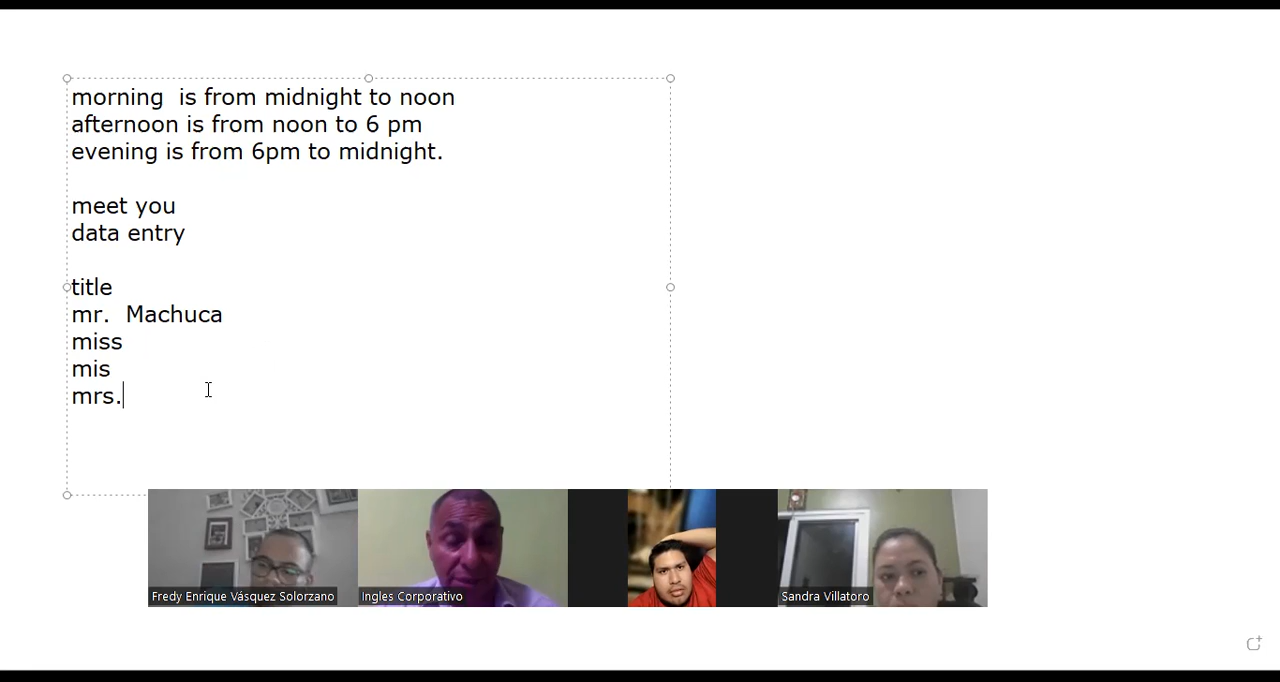 morning  is from midnight to noon
afternoon is from noon to 6 pm
evening is from 6pm to midnight.
meet you
data entry
title
mr.  Machuca
miss
mis
mrs.
Fredy Enrique Vásquez Solorzano
Ingles Corporativo
Sandra Villatoro